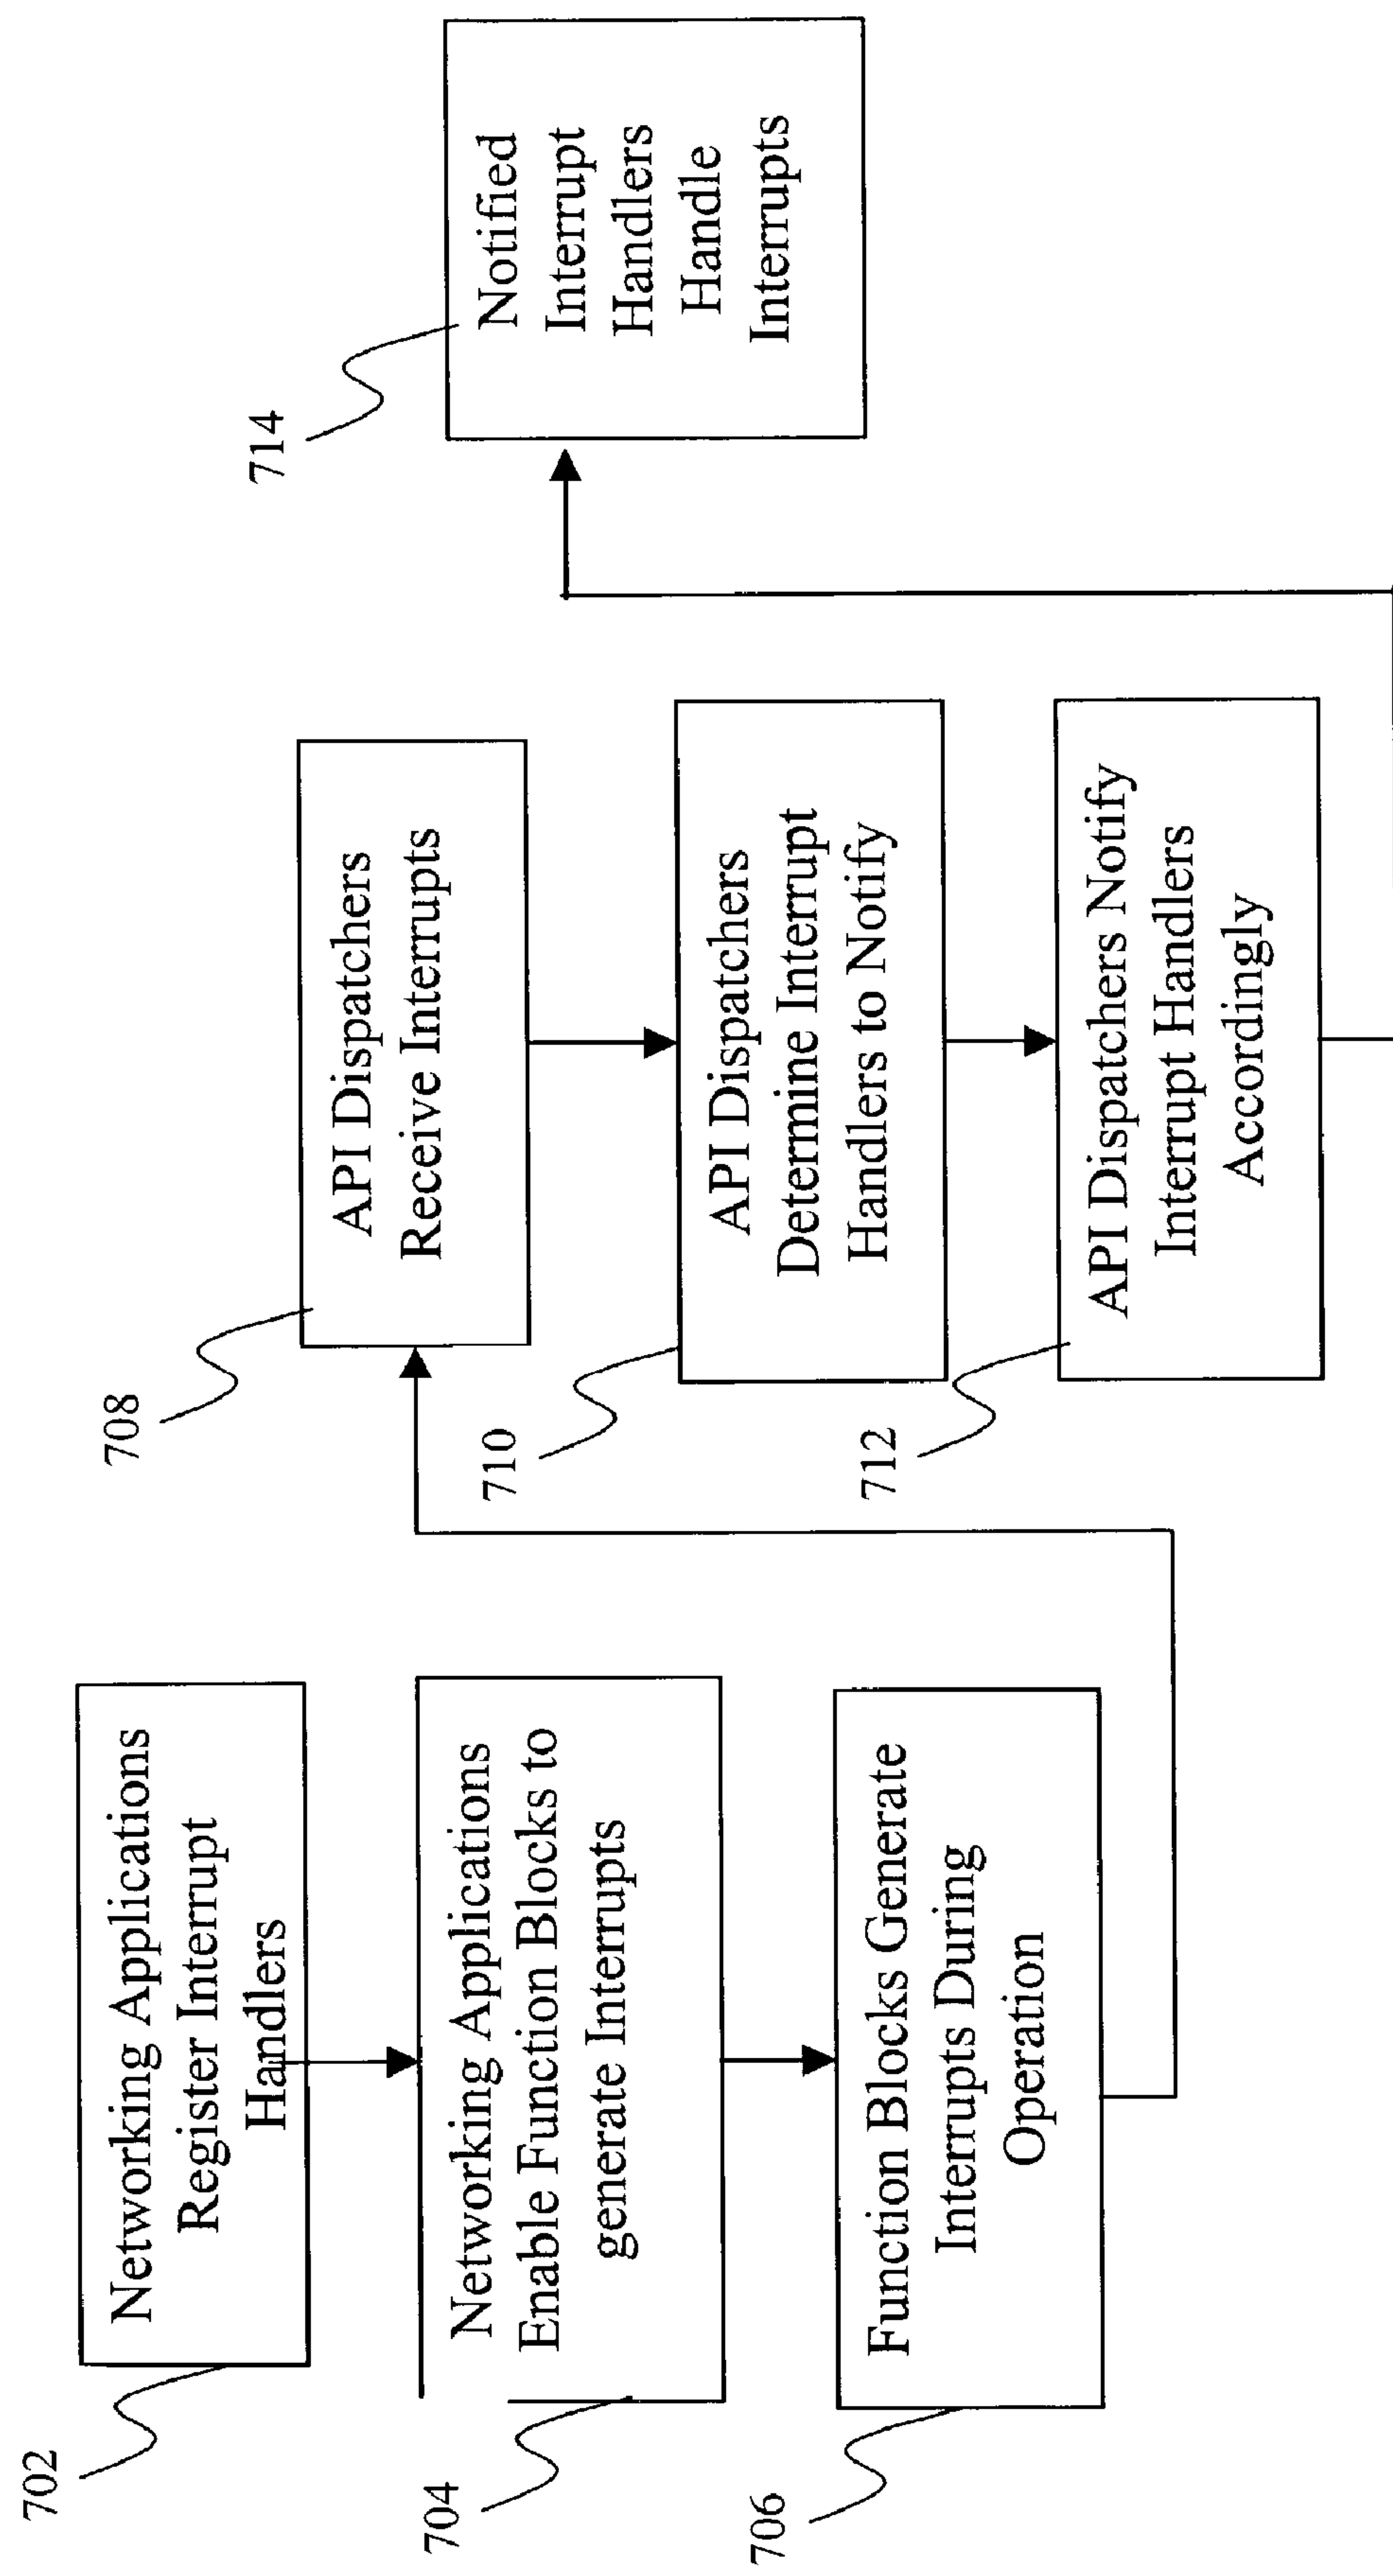 702
Networking Applications
Register Interrupt
Handlers
704
Networking Applications
Enable Function Blocks to
generate Interrupts
706
Function Blocks Generate
Interrupts During
Operation
708
API Dispatchers
Receive Interrupts
710
API Dispatchers
Determine Interrupt
Handlers to Notify
712
API Dispatchers Notify
Interrupt Handlers
Accordingly
714
Notified
Interrupt
Handlers
Handle
Interrupts